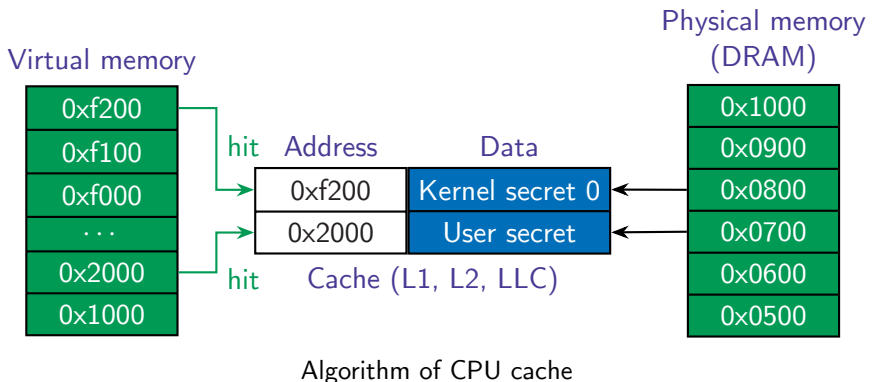 Virtual memory
0xf200
0xf100
0xf000
···
0x2000
0x1000
hit
hit
Address
Data
0xf200
Kernel secret 0
0x2000
User secret
Cache (L1, L2, LLC)
Physical memory
(DRAM)
0x1000
0x0900
0x0800
0x0700
0x0600
0x0500
Algorithm of CPU cache